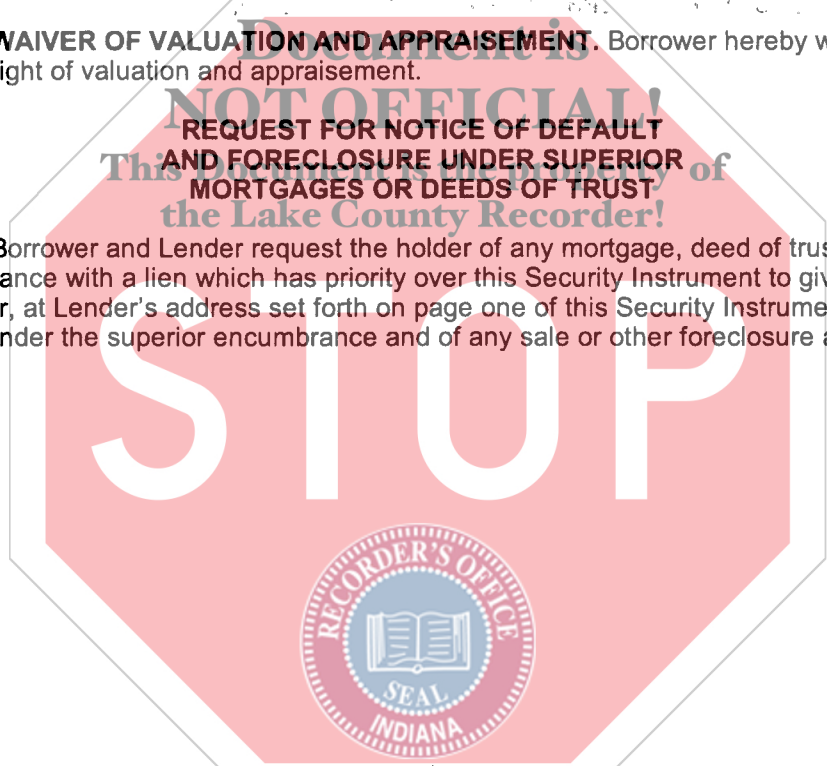 WAIVER OF VALUATION AND APPRAISEMENT. Borrower hereby w
ight of valuation and appraisement.
Document is
NOT OFFICIAL!
This Document is the property of
the Lake County Recorder!
REQUEST FOR NOTICE OF DEFAULT
AND FORECLOSURE UNDER SUPERIOR
MORTGAGES OR DEEDS OF TRUST
Borrower and Lender request the holder of any mortgage, deed of trus
ance with a lien which has priority over this Security Instrument to giv
r, at Lender's address set forth on page one of this Security Instrume
nder the superior encumbrance and of any sale or other foreclosure a
STOP
RECORDER'S OFFICE
SEAL
INDIANA